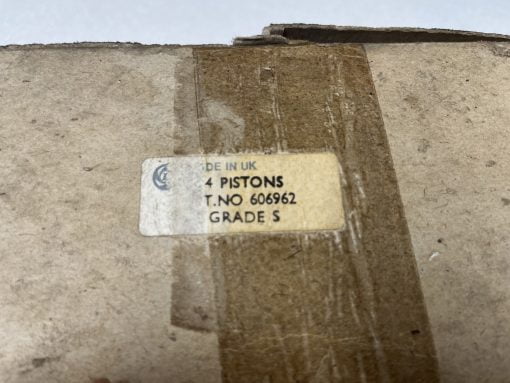 DE IN UK
4 PISTONS
T.NO 606962
GRADE S